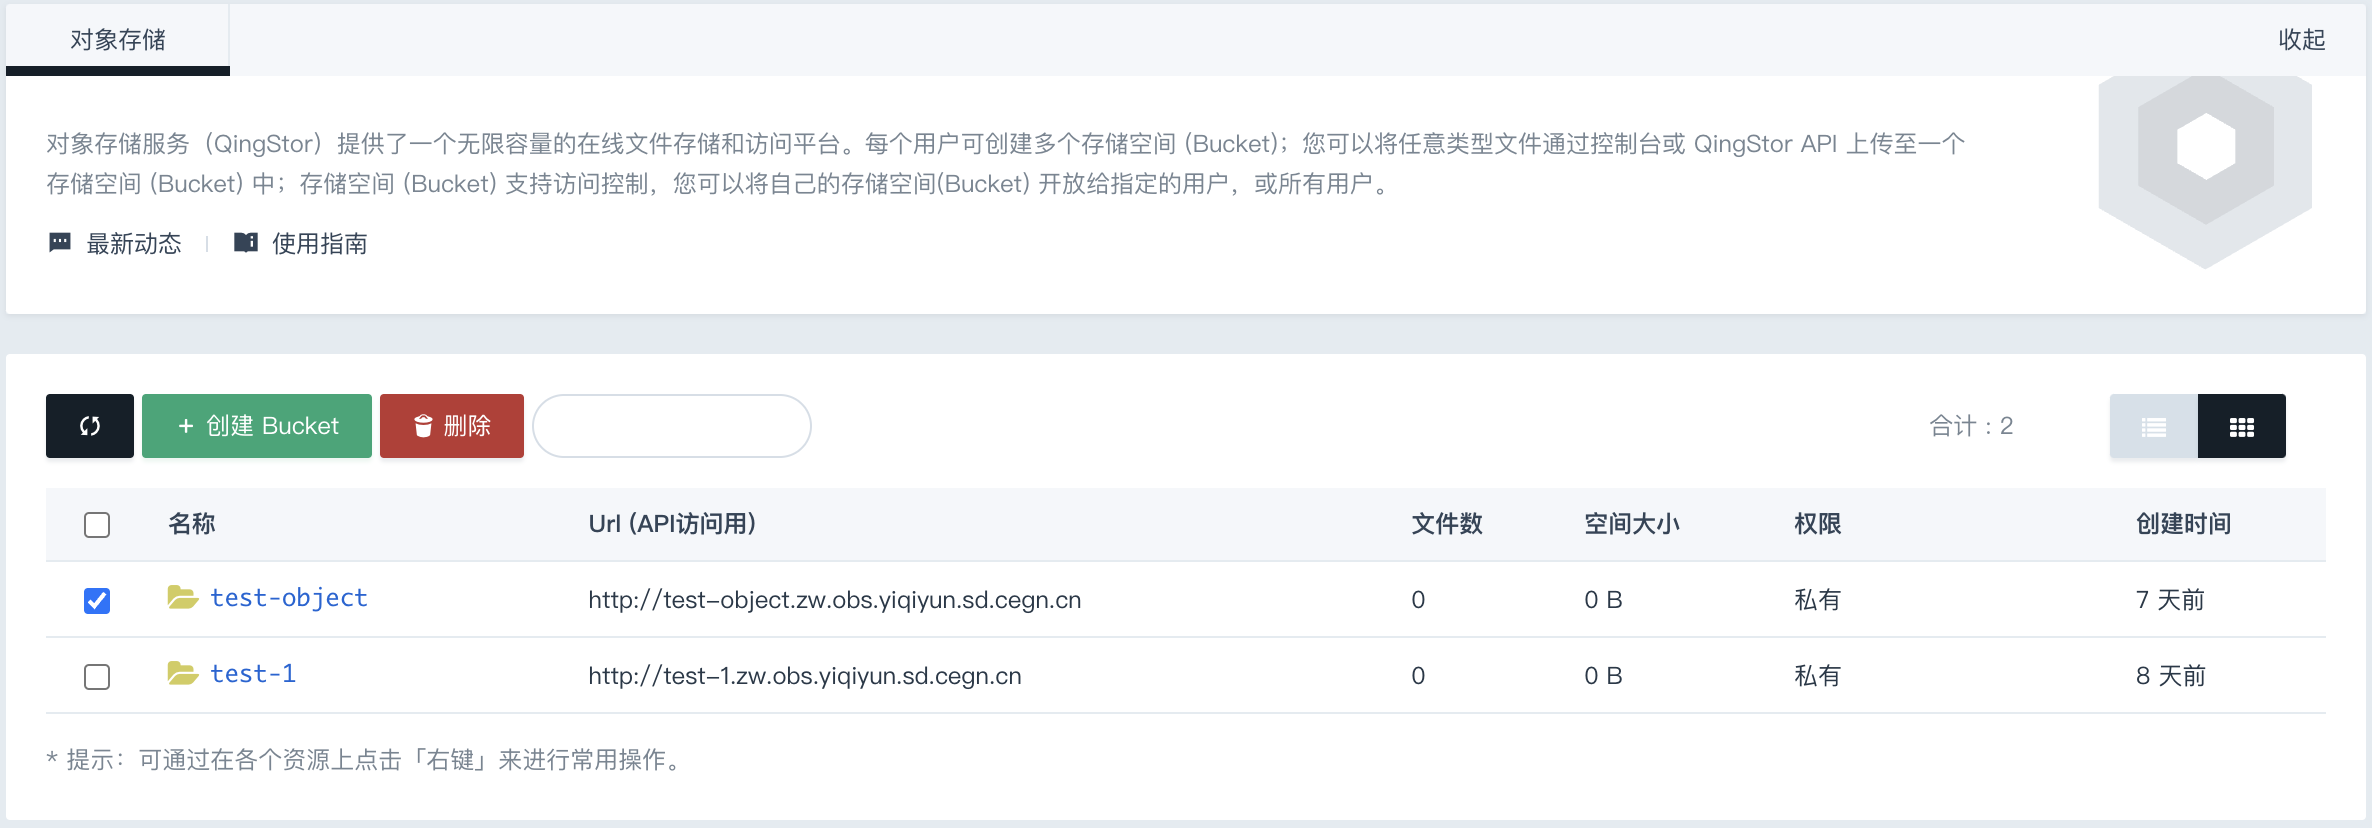 对象存储 收起
对象存储服务（QingStor）提供了一个无限容量的在线文件存储和访问平台。每个用户可创建多个存储空间 (Bucket)；您可以将任意类型文件通过控制台或 QingStor API 上传至一个
存储空间 (Bucket) 中；存储空间 (Bucket) 支持访问控制，您可以将自己的存储空间(Bucket) 开放给指定的用户，或所有用户。
最新动态 使用指南
+ 创建 Bucket 删除 合计 : 2
名称 Url (API访问用) 文件数 空间大小 权限 创建时间
test-object http://test-object.zw.obs.yiqiyun.sd.cegn.cn 0 0 B 私有 7 天前
test-1 http://test-1.zw.obs.yiqiyun.sd.cegn.cn 0 0 B 私有 8 天前
* 提示：可通过在各个资源上点击「右键」来进行常用操作。